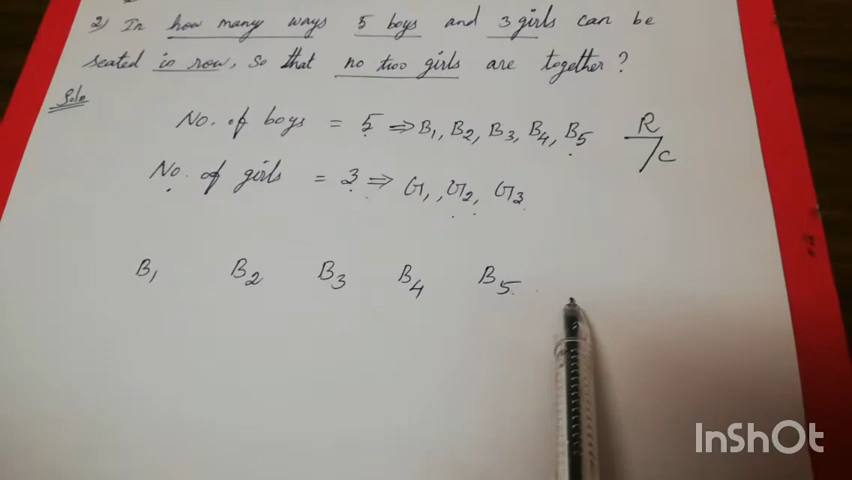 2) In how many ways 5 boys and 3 girls can be
seated in row, so that no two girls are together?
Soln
No. of boys = 5 ⇒ B1, B2, B3, B4, B5
R/C
No. of girls = 3 ⇒ G1, G2, G3
B1 B2 B3 B4 B5
InShOt